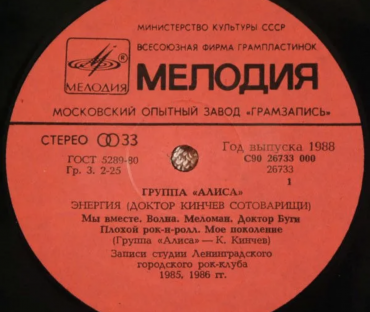 МИНИСТЕРСТВО КУЛЬТУРЫ СССР
ВСЕСОЮЗНАЯ ФИРМА ГРАМПЛАСТИНОК
МЕЛОДИЯ ® МЕЛОДИЯ
МОСКОВСКИЙ ОПЫТНЫЙ ЗАВОД «ГРАМЗАПИСЬ»
СТЕРЕО 33 Год выпуска 1988
ГОСТ 5289-80 С90 26733 000
Гр. 3. 2-25 26733
1
ГРУППА «АЛИСА»
ЭНЕРГИЯ (ДОКТОР КИНЧЕВ СОТОВАРИЩИ)
Мы вместе. Волна. Меломан. Доктор Буги
Плохой рок-н-ролл. Мое поколение
(Группа «Алиса» — К. Кинчев)
Записи студии Ленинградского
городского рок-клуба
1985, 1986 гг.